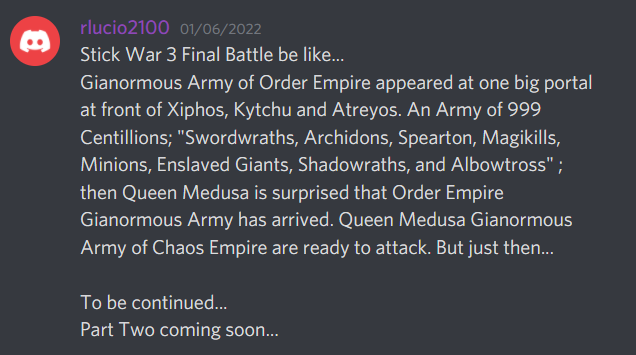 rlucio2100 01/06/2022
Stick War 3 Final Battle be like...
Gianormous Army of Order Empire appeared at one big portal
at front of Xiphos, Kytchu and Atreyos. An Army of 999
Centillions; "Swordwraths, Archidons, Spearton, Magikills,
Minions, Enslaved Giants, Shadowraths, and Albowtross" ;
then Queen Medusa is surprised that Order Empire
Gianormous Army has arrived. Queen Medusa Gianormous
Army of Chaos Empire are ready to attack. But just then...
To be continued...
Part Two coming soon...